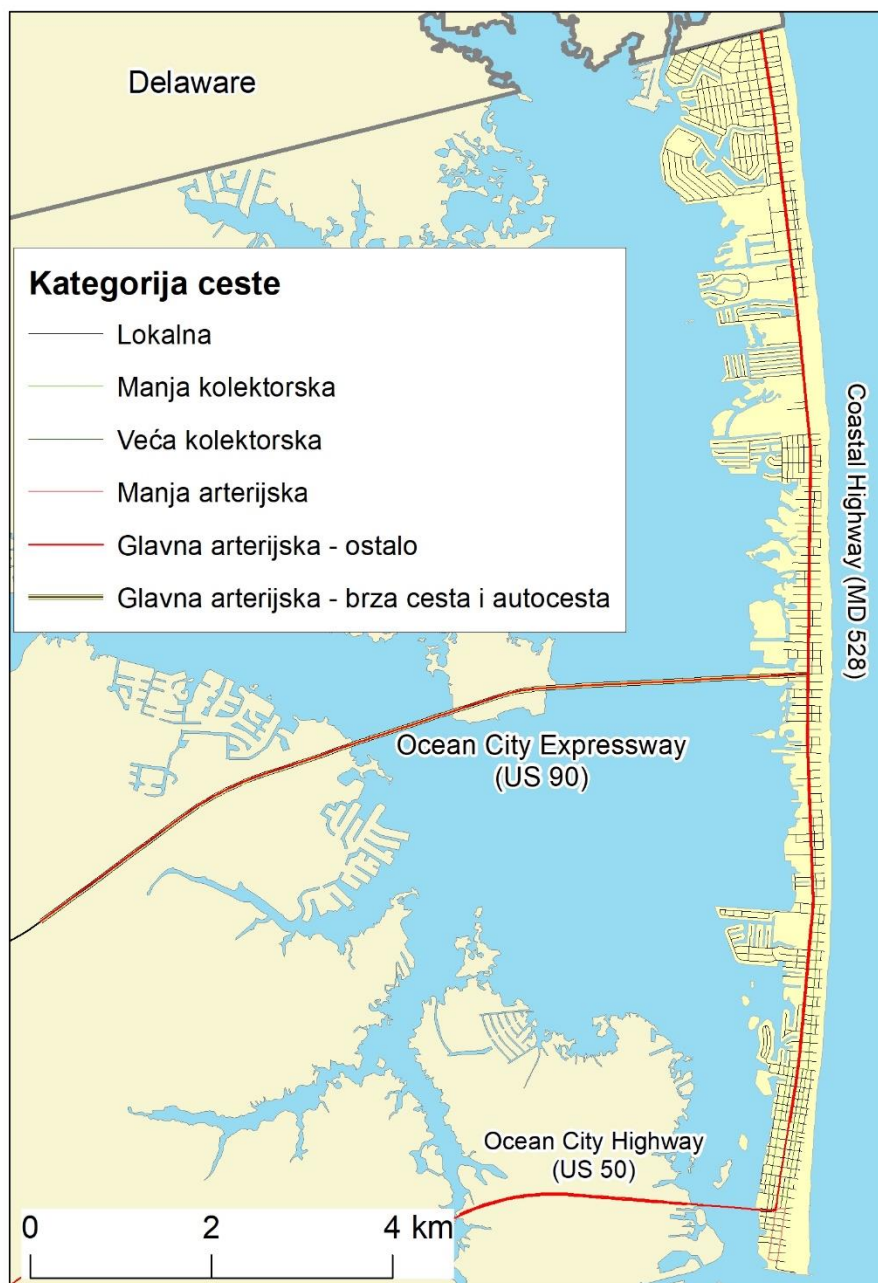 Delaware
Kategorija ceste
Lokalna
Manja kolektorska
Veća kolektorska
Manja arterijska
Glavna arterijska - ostalo
Glavna arterijska - brza cesta i autocesta
Coastal Highway (MD 528)
Ocean City Expressway
(US 90)
Ocean City Highway
(US 50)
0 2 4 km